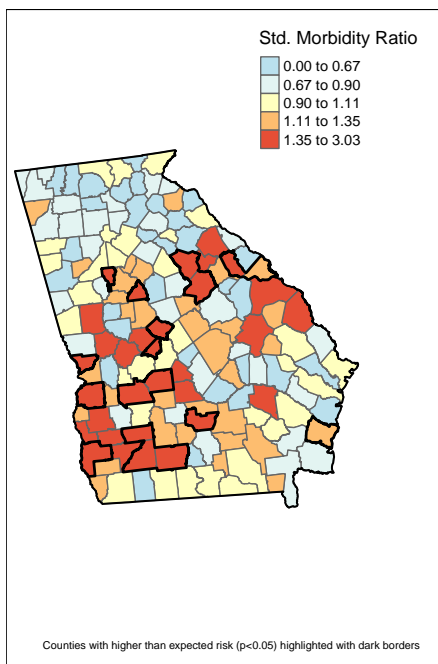 Std. Morbidity Ratio
0.00 to 0.67
0.67 to 0.90
0.90 to 1.11
1.11 to 1.35
1.35 to 3.03
Counties with higher than expected risk (p<0.05) highlighted with dark borders